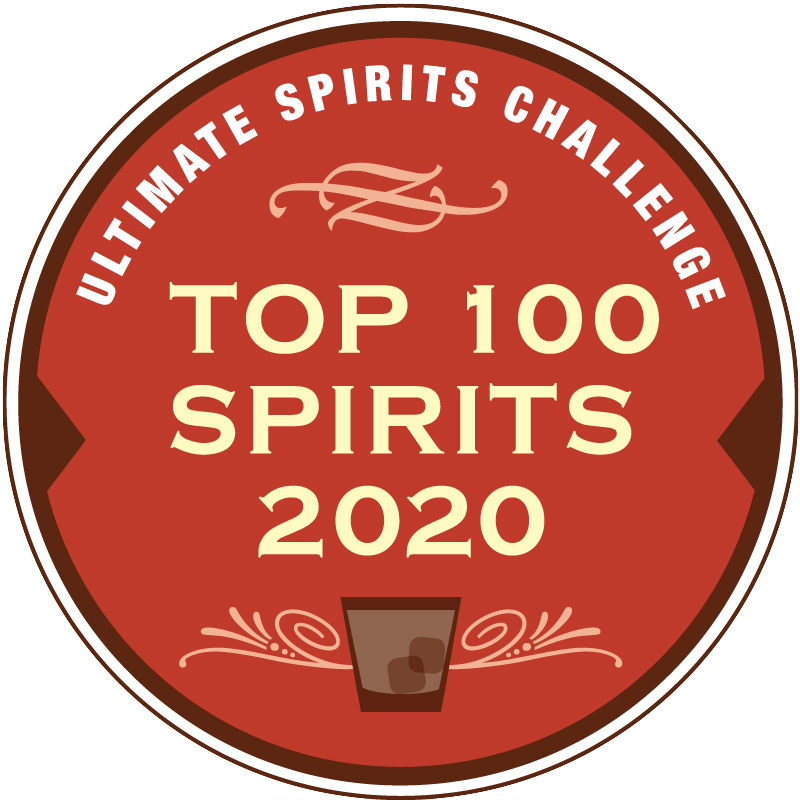 ULTIMATE SPIRITS CHALLENGE
TOP 100
SPIRITS
2020